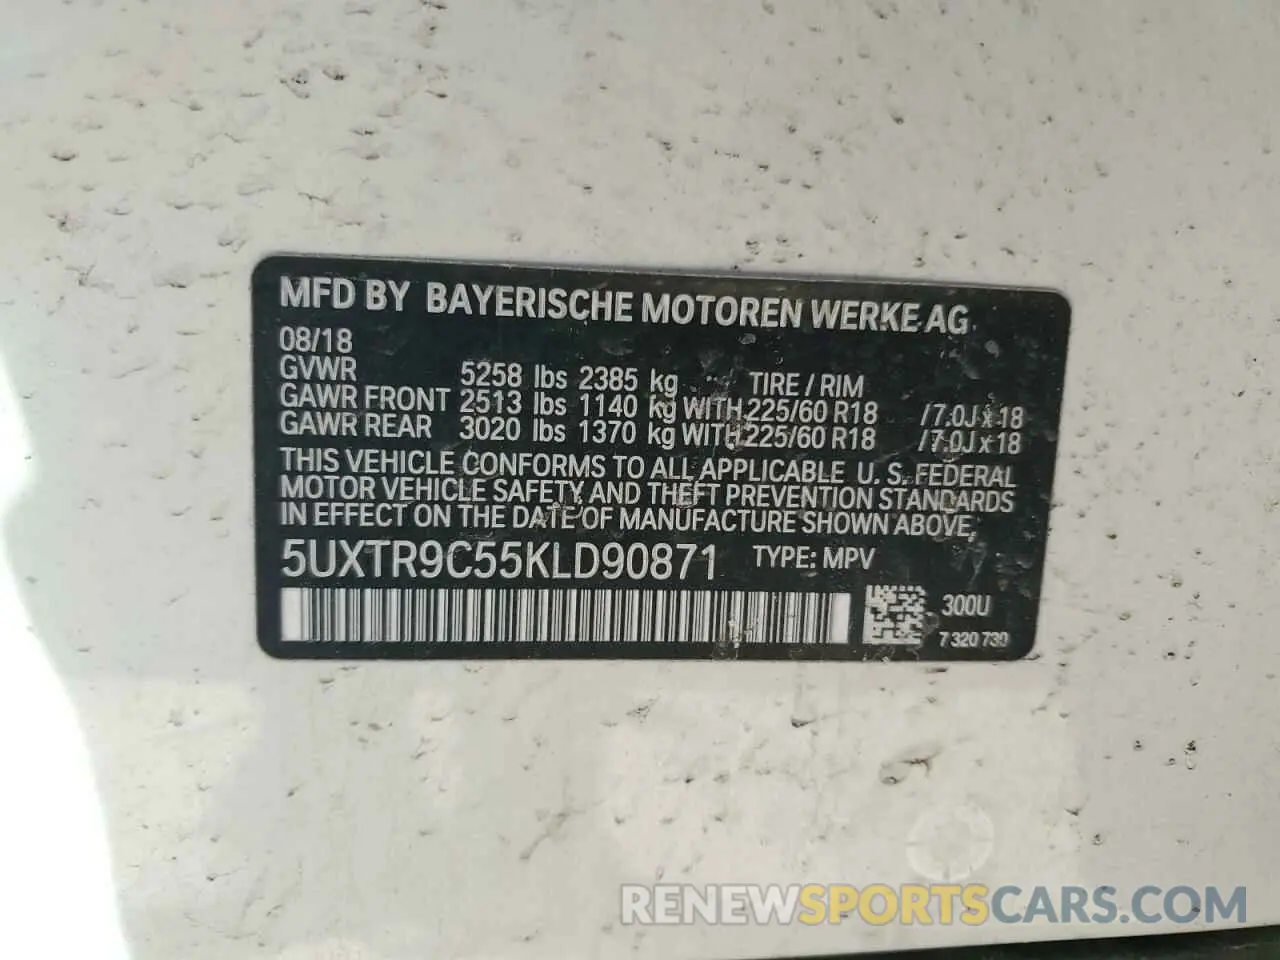 MFD BY BAYERISCHE MOTOREN WERKE AG
08/18
GVWR 5258 lbs 2385 kg TIRE / RIM
GAWR FRONT 2513 lbs 1140 kg WITH 225/60 R18 /7.0J x 18
GAWR REAR 3020 lbs 1370 kg WITH 225/60 R18 /7.0J x 18
THIS VEHICLE CONFORMS TO ALL APPLICABLE U. S. FEDERAL
MOTOR VEHICLE SAFETY AND THEFT PREVENTION STANDARDS
IN EFFECT ON THE DATE OF MANUFACTURE SHOWN ABOVE,
5UXTR9C55KLD90871 TYPE: MPV
300U
7 320 730
RENEWSPORTSCARS.COM